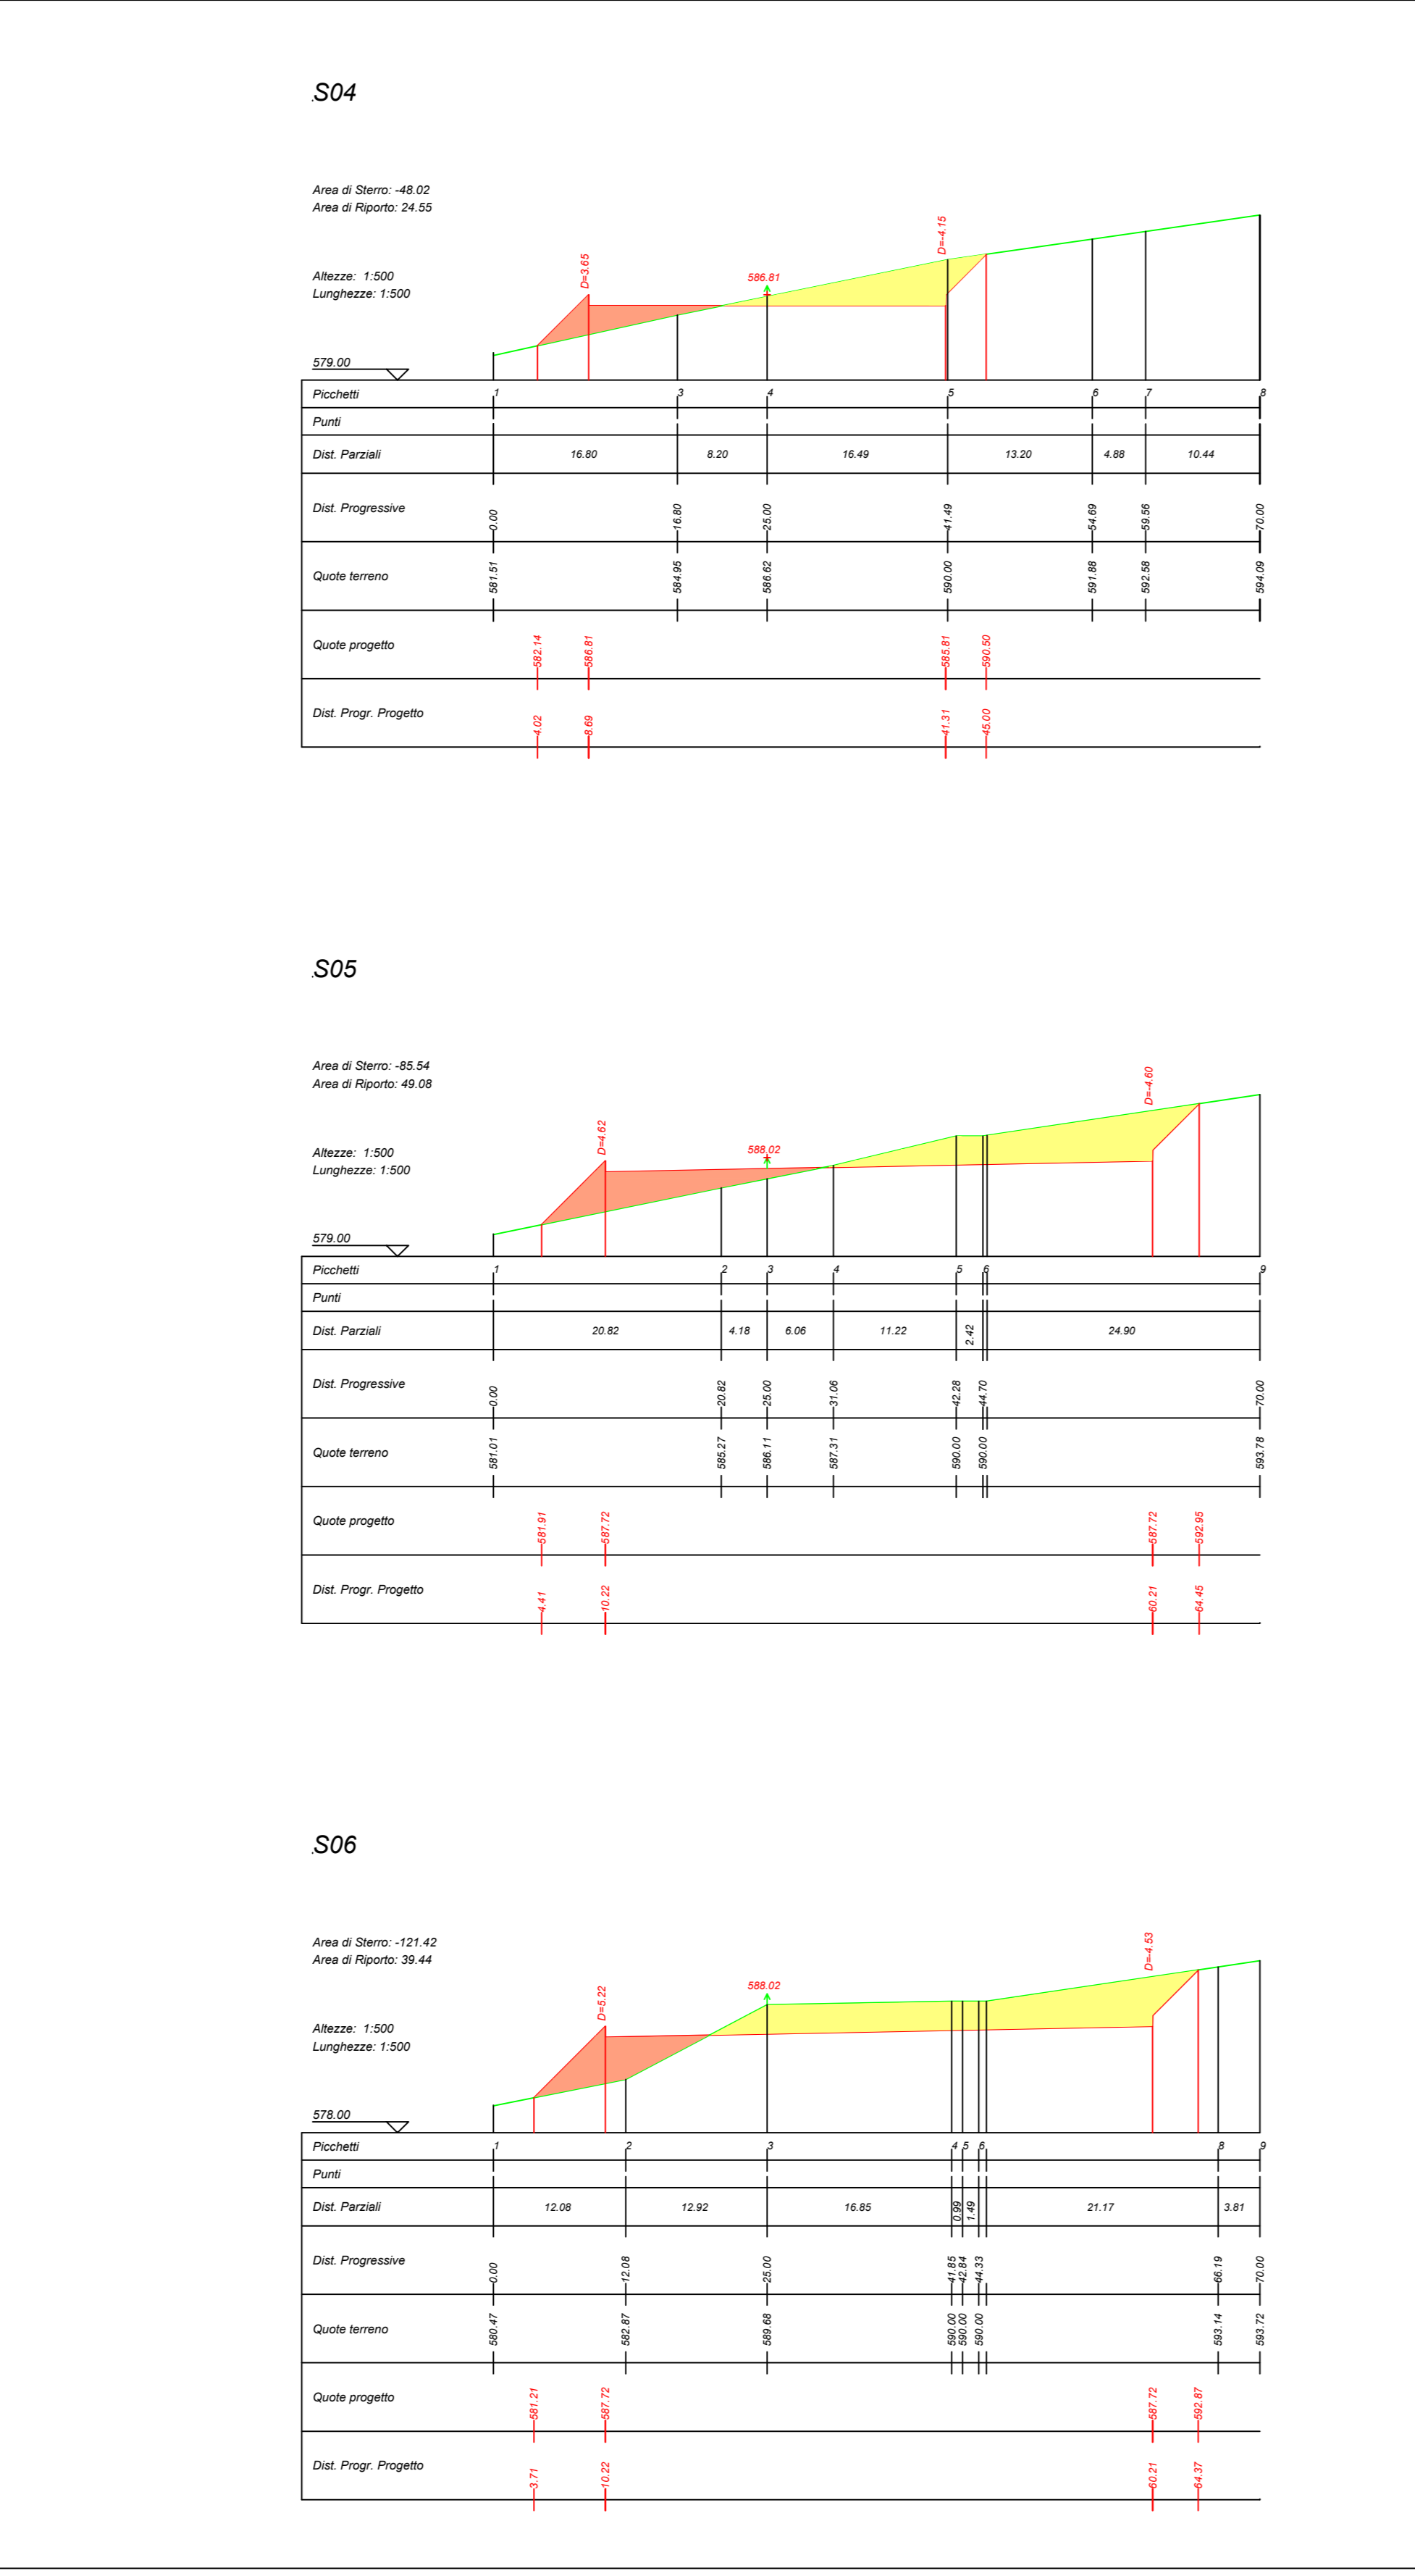 S04
Area di Sterro: -48.02
Area di Riporto: 24.55
Altezze: 1:500
Lunghezze: 1:500
D=3.65
586.81
D=-4.15
579.00
Picchetti 1 3 4 5 6 7 8
Punti
Dist. Parziali 16.80 8.20 16.49 13.20 4.88 10.44
Dist. Progressive 0.00 16.80 25.00 41.49 54.69 59.56 70.00
Quote terreno 581.51 584.95 586.62 590.00 591.88 592.58 594.09
Quote progetto 582.14 586.81 585.81 590.50
Dist. Progr. Progetto 4.02 8.69 41.31 45.00
S05
Area di Sterro: -85.54
Area di Riporto: 49.08
Altezze: 1:500
Lunghezze: 1:500
D=4.62
588.02
D=-4.60
579.00
Picchetti 1 2 3 4 5 6 9
Punti
Dist. Parziali 20.82 4.18 6.06 11.22 2.42 24.90
Dist. Progressive 0.00 20.82 25.00 31.06 42.28 44.70 70.00
Quote terreno 581.01 585.27 586.11 587.31 590.00 590.00 593.78
Quote progetto 581.91 587.72 587.72 592.95
Dist. Progr. Progetto 4.41 10.22 60.21 64.45
S06
Area di Sterro: -121.42
Area di Riporto: 39.44
Altezze: 1:500
Lunghezze: 1:500
D=5.22
588.02
D=-4.53
578.00
Picchetti 1 2 3 4 5 6 8 9
Punti
Dist. Parziali 12.08 12.92 16.85 0.99 1.49 21.17 3.81
Dist. Progressive 0.00 12.08 25.00 41.85 42.84 44.33 66.19 70.00
Quote terreno 580.47 582.87 589.68 590.00 590.00 590.00 593.14 593.72
Quote progetto 581.21 587.72 587.72 592.87
Dist. Progr. Progetto 3.71 10.22 60.21 64.37